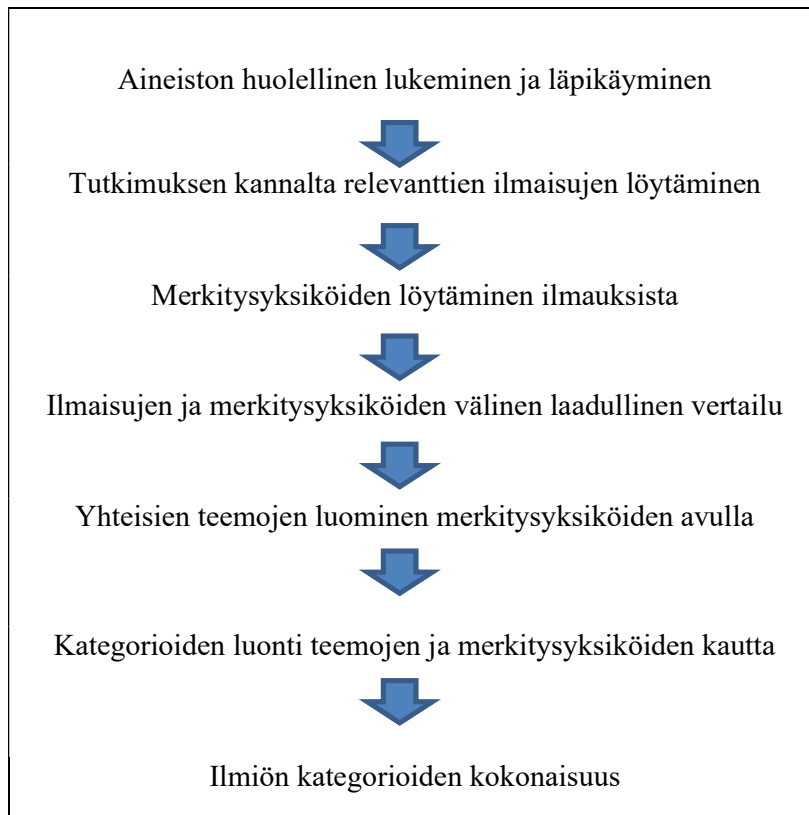 Aineiston huolellinen lukeminen ja läpikäyminen
Tutkimuksen kannalta relevanttien ilmaisujen löytäminen
Merkitysyksiköiden löytäminen ilmauksista
Ilmaisujen ja merkitysyksiköiden välinen laadullinen vertailu
Yhteisien teemojen luominen merkitysyksiköiden avulla
Kategorioiden luonti teemojen ja merkitysyksiköiden kautta
Ilmiön kategorioiden kokonaisuus